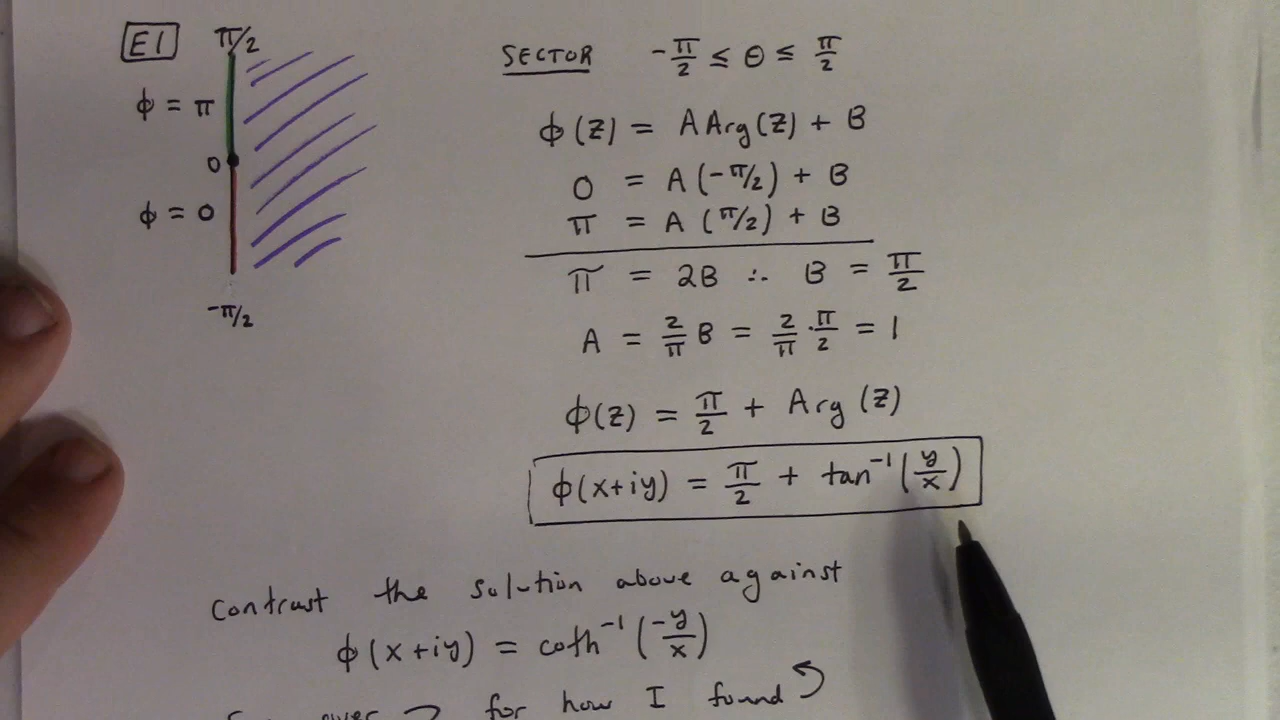 E1 π/2
φ = π
0
φ = 0
-π/2
SECTOR -π/2 ≤ θ ≤ π/2
φ(z) = A Arg(z) + B
0 = A(-π/2) + B
π = A(π/2) + B
π = 2B ∴ B = π/2
A = 2/π B = 2/π · π/2 = 1
φ(z) = π/2 + Arg(z)
φ(x+iy) = π/2 + tan⁻¹(y/x)
Contrast the solution above against
φ(x+iy) = coth⁻¹(-y/x)
for how I found